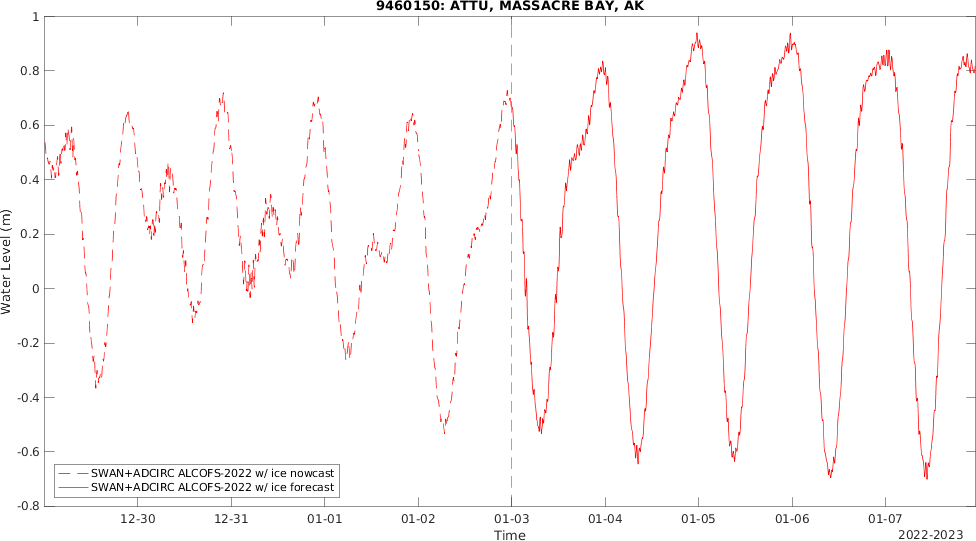 9460150: ATTU, MASSACRE BAY, AK
1
0.8
0.6
0.4
0.2
0
-0.2
-0.4
-0.6
-0.8
Water Level (m)
SWAN+ADCIRC ALCOFS-2022 w/ ice nowcast
SWAN+ADCIRC ALCOFS-2022 w/ ice forecast
12-30 12-31 01-01 01-02 01-03 01-04 01-05 01-06 01-07
Time
2022-2023